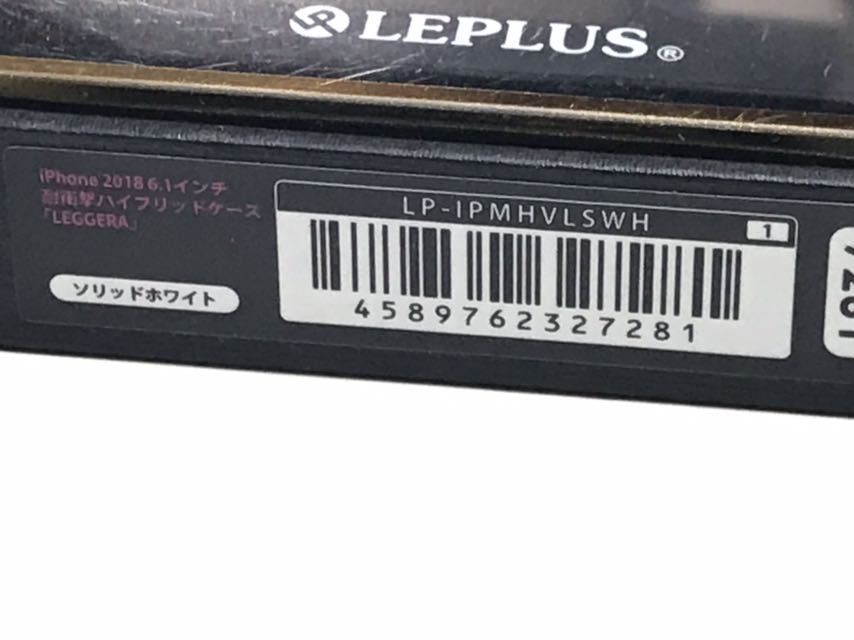 LEPLUS®
iPhone 2018 6.1インチ
耐衝撃ハイブリッドケース
「LEGGERA」
ソリッドホワイト
LP-IPMHVLSWH
1
4589762327281